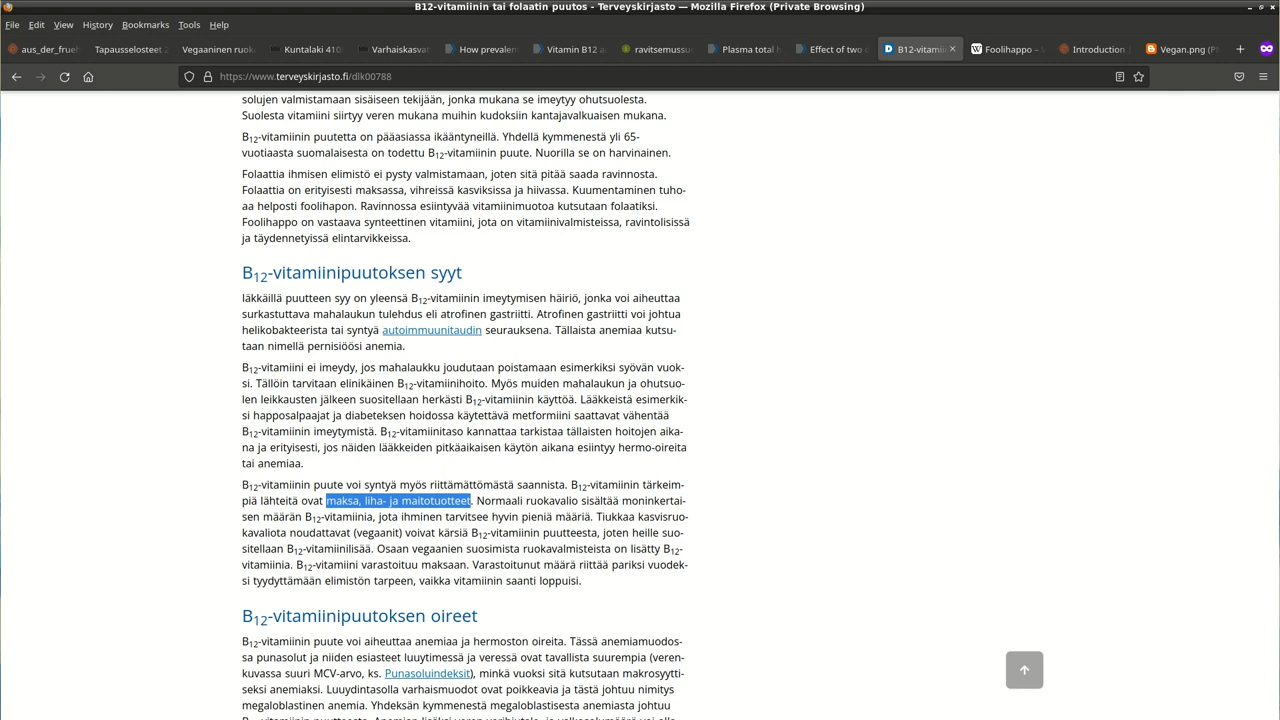 B12-vitamiinin tai folaatin puutos - Terveyskirjasto — Mozilla Firefox (Private Browsing)
File Edit View History Bookmarks Tools Help
aus_der_frue
Tapausselosteet
Vegaaninen ruok
Kuntalaki 410
Varhaiskasva
How prevalen
Vitamin B12 a
ravitsemussu
Plasma total h
Effect of two c
B12-vitamii
Foolihappo –
Introduction
Vegan.png (P
https://www.terveyskirjasto.fi/dlk00788
solujen valmistamaan sisäiseen tekijään, jonka mukana se imeytyy ohutsuolesta.
Suolesta vitamiini siirtyy veren mukana muihin kudoksiin kantajavalkuaisen mukana.
B12-vitamiinin puutetta on pääasiassa ikääntyneillä. Yhdellä kymmenestä yli 65-
vuotiaasta suomalaisesta on todettu B12-vitamiinin puute. Nuorilla se on harvinainen.
Folaattia ihmisen elimistö ei pysty valmistamaan, joten sitä pitää saada ravinnosta.
Folaattia on erityisesti maksassa, vihreissä kasviksissa ja hiivassa. Kuumentaminen tuho-
aa helposti foolihapon. Ravinnossa esiintyvää vitamiinimuotoa kutsutaan folaatiksi.
Foolihappo on vastaava synteettinen vitamiini, jota on vitamiinivalmisteissa, ravintolisissä
ja täydennetyissä elintarvikkeissa.
B12-vitamiinipuutoksen syyt
Iäkkäillä puutteen syy on yleensä B12-vitamiinin imeytymisen häiriö, jonka voi aiheuttaa
surkastuttava mahalaukun tulehdus eli atrofinen gastriitti. Atrofinen gastriitti voi johtua
helikobakteerista tai syntyä autoimmuunitaudin seurauksena. Tällaista anemiaa kutsu-
taan nimellä pernisiöösi anemia.
B12-vitamiini ei imeydy, jos mahalaukku joudutaan poistamaan esimerkiksi syövän vuok-
si. Tällöin tarvitaan elinikäinen B12-vitamiinihoito. Myös muiden mahalaukun ja ohutsuo-
len leikkausten jälkeen suositellaan herkästi B12-vitamiinin käyttöä. Lääkkeistä esimerkik-
si happosalpaajat ja diabeteksen hoidossa käytettävä metformiini saattavat vähentää
B12-vitamiinin imeytymistä. B12-vitamiinitaso kannattaa tarkistaa tällaisten hoitojen aika-
na ja erityisesti, jos näiden lääkkeiden pitkäaikaisen käytön aikana esiintyy hermo-oireita
tai anemiaa.
B12-vitamiinin puute voi syntyä myös riittämättömästä saannista. B12-vitamiinin tärkeim-
piä lähteitä ovat maksa, liha- ja maitotuotteet. Normaali ruokavalio sisältää moninkertai-
sen määrän B12-vitamiinia, jota ihminen tarvitsee hyvin pieniä määriä. Tiukkaa kasvisruo-
kavaliota noudattavat (vegaanit) voivat kärsiä B12-vitamiinin puutteesta, joten heille suo-
sitellaan B12-vitamiinilisää. Osaan vegaanien suosimista ruokavalmisteista on lisätty B12-
vitamiinia. B12-vitamiini varastoituu maksaan. Varastoitunut määrä riittää pariksi vuodek-
si tyydyttämään elimistön tarpeen, vaikka vitamiinin saanti loppuisi.
B12-vitamiinipuutoksen oireet
B12-vitamiinin puute voi aiheuttaa anemiaa ja hermoston oireita. Tässä anemiamuodos-
sa punasolut ja niiden esiasteet luuytimessä ja veressä ovat tavallista suurempia (veren-
kuvassa suuri MCV-arvo, ks. Punasoluindeksit), minkä vuoksi sitä kutsutaan makrosyytti-
seksi anemiaksi. Luuydintasolla varhaismuodot ovat poikkeavia ja tästä johtuu nimitys
megaloblastinen anemia. Yhdeksän kymmenestä megaloblastisesta anemiasta johtuu